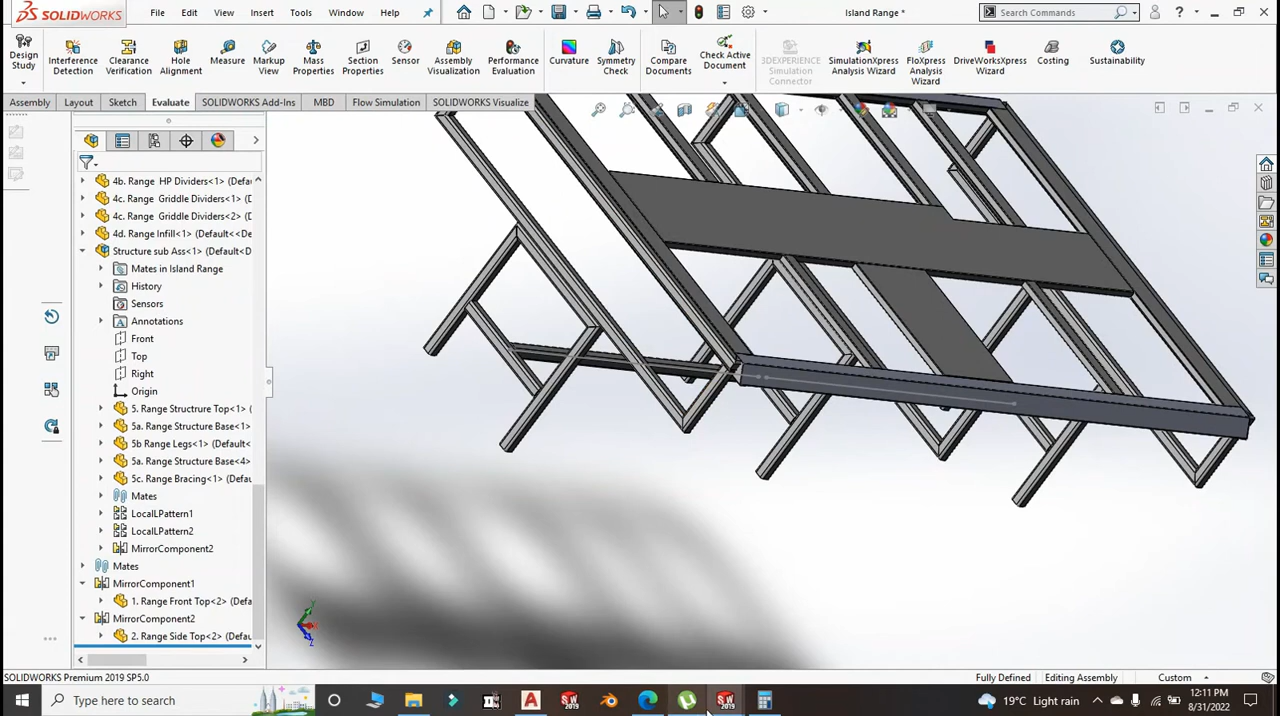 SOLIDWORKS File Edit View Insert Tools Window Help Island Range * Search Commands
Design Study
Interference Detection
Clearance Verification
Hole Alignment
Measure
Markup View
Mass Properties
Section Properties
Sensor
Assembly Visualization
Performance Evaluation
Curvature
Symmetry Check
Compare Documents
Check Active Document
3DEXPERIENCE Simulation Connector
SimulationXpress Analysis Wizard
FloXpress Analysis Wizard
DriveWorksXpress Wizard
Costing
Sustainability
Assembly Layout Sketch Evaluate SOLIDWORKS Add-Ins MBD Flow Simulation SOLIDWORKS Visualize
4b. Range HP Dividers<1> (Defau
4c. Range Griddle Dividers<1> (D
4c. Range Griddle Dividers<2> (D
4d. Range Infill<1> (Default<<De
Structure sub Ass<1> (Default<D
Mates in Island Range
History
Sensors
Annotations
Front
Top
Right
Origin
5. Range Structrure Top<1> (
5a. Range Structure Base<1>
5b Range Legs<1> (Default<
5a. Range Structure Base<4>
5c. Range Bracing<1> (Defau
Mates
LocalLPattern1
LocalLPattern2
MirrorComponent2
Mates
MirrorComponent1
1. Range Front Top<2> (Defa
MirrorComponent2
2. Range Side Top<2> (Defau
SOLIDWORKS Premium 2019 SP5.0 Fully Defined Editing Assembly Custom
Type here to search 19°C Light rain 12:11 PM
8/31/2022